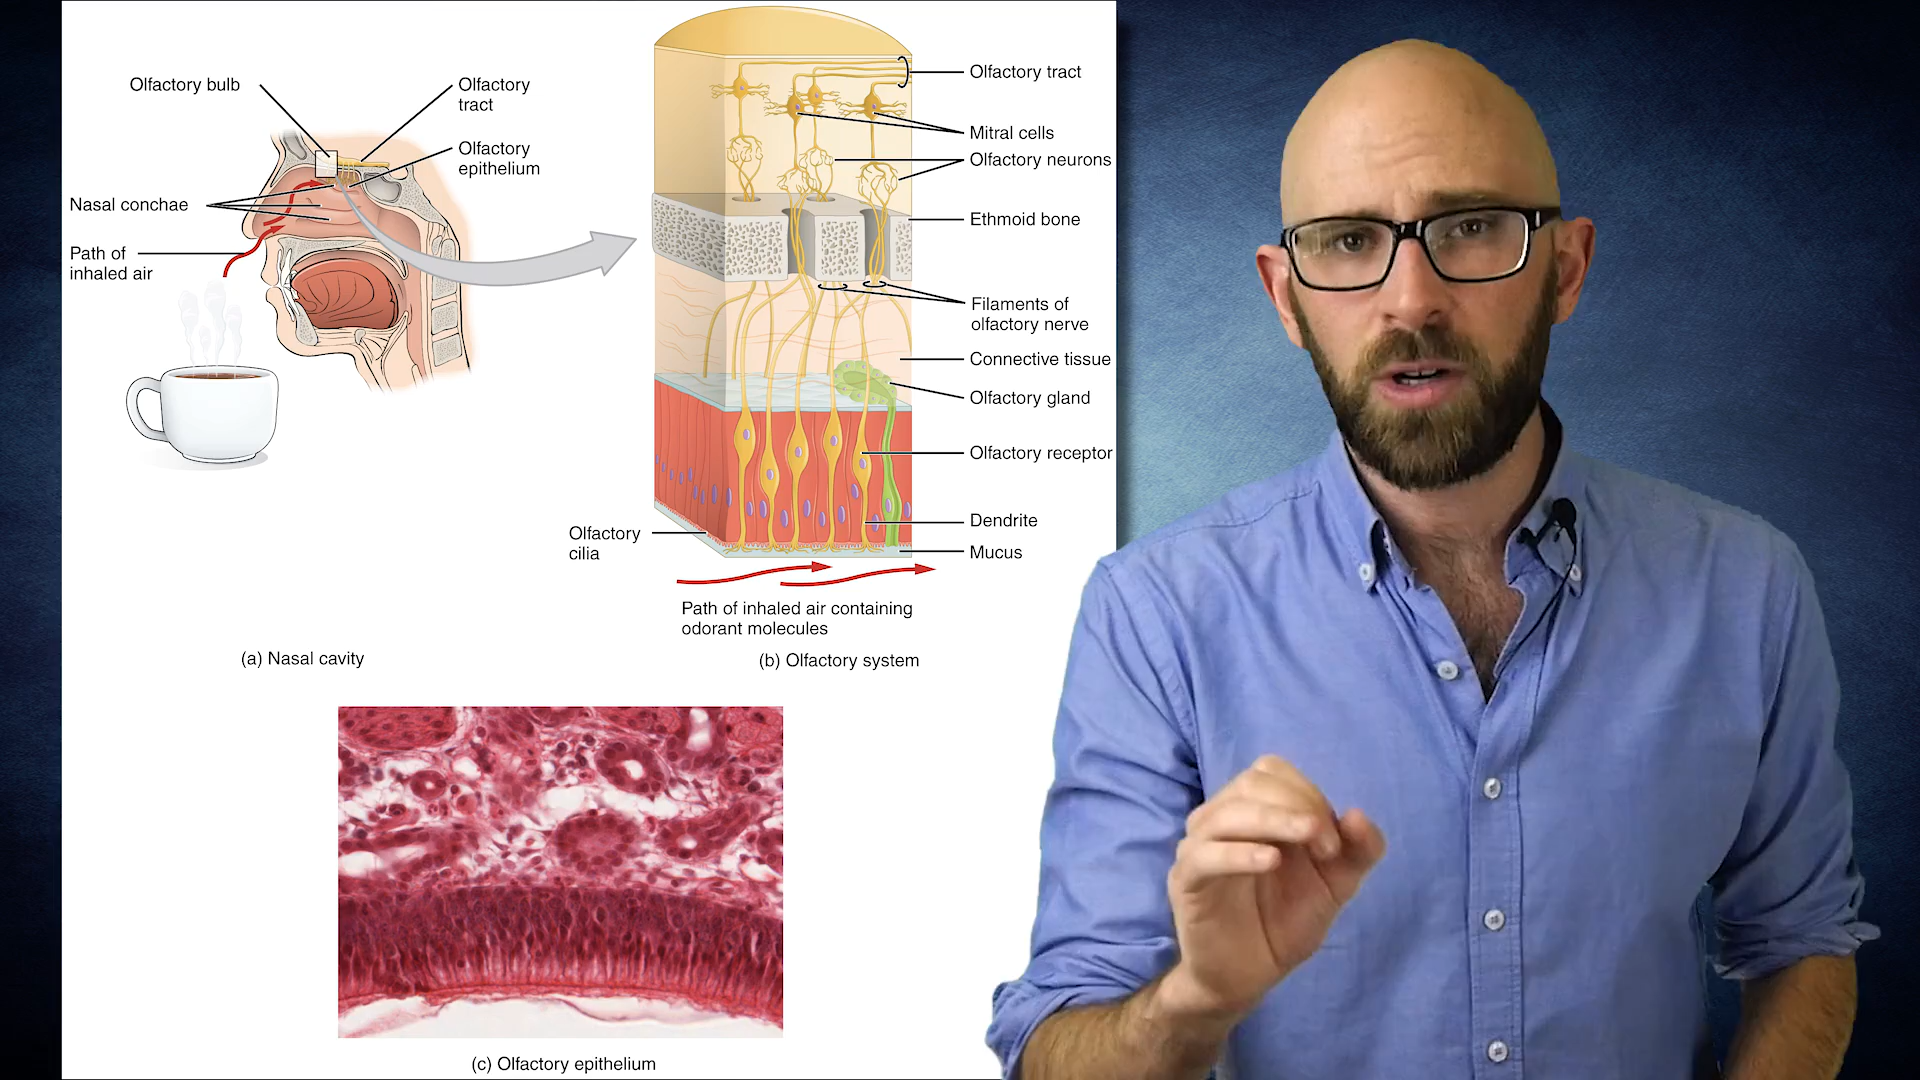 Olfactory bulb
Olfactory
tract
Olfactory
epithelium
Nasal conchae
Path of
inhaled air
(a) Nasal cavity
Olfactory tract
Mitral cells
Olfactory neurons
Ethmoid bone
Filaments of
olfactory nerve
Connective tissue
Olfactory gland
Olfactory receptor
Dendrite
Mucus
Olfactory
cilia
Path of inhaled air containing
odorant molecules
(b) Olfactory system
(c) Olfactory epithelium